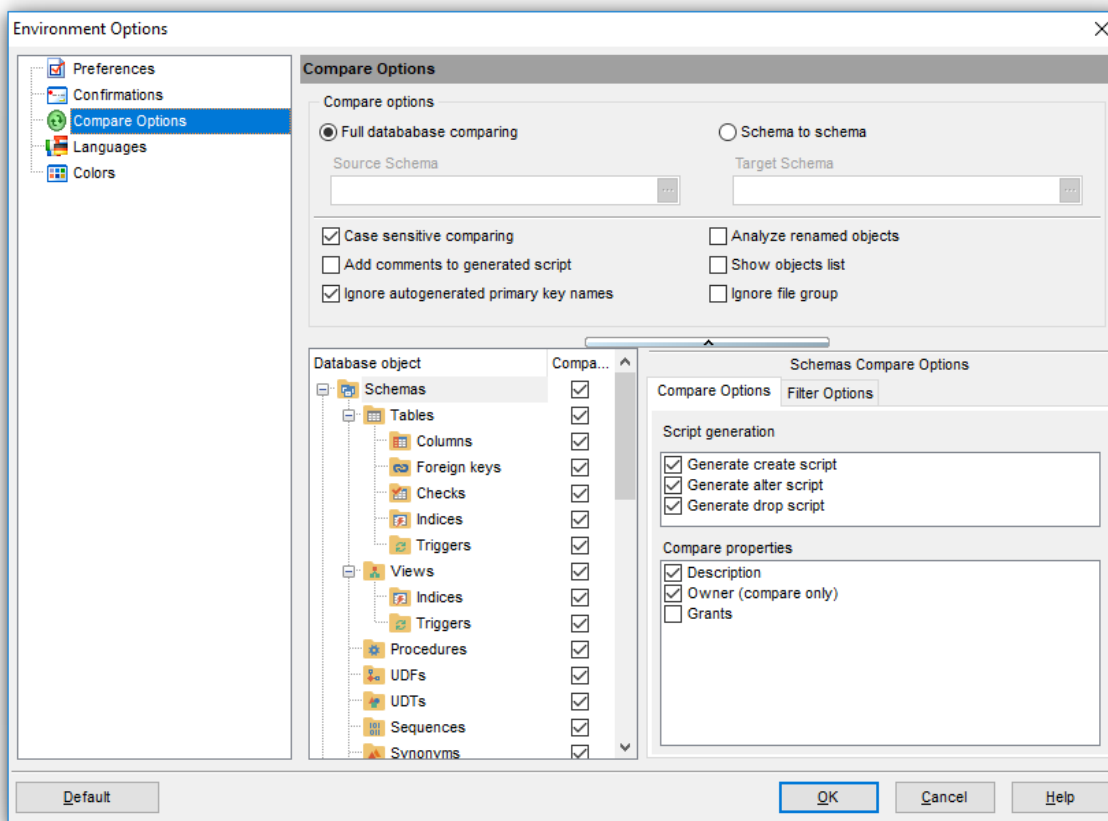 Environment Options
Preferences
Confirmations
Compare Options
Languages
Colors
Compare Options
Compare options
Full datababase comparing
Schema to schema
Source Schema
Target Schema
...
...
Case sensitive comparing
Analyze renamed objects
Add comments to generated script
Show objects list
Ignore autogenerated primary key names
Ignore file group
Database object
Compa...
Schemas
Tables
Columns
Foreign keys
Checks
Indices
Triggers
Views
Indices
Triggers
Procedures
UDFs
UDTs
Sequences
Synonyms
Schemas Compare Options
Compare Options
Filter Options
Script generation
Generate create script
Generate alter script
Generate drop script
Compare properties
Description
Owner (compare only)
Grants
Default
OK
Cancel
Help